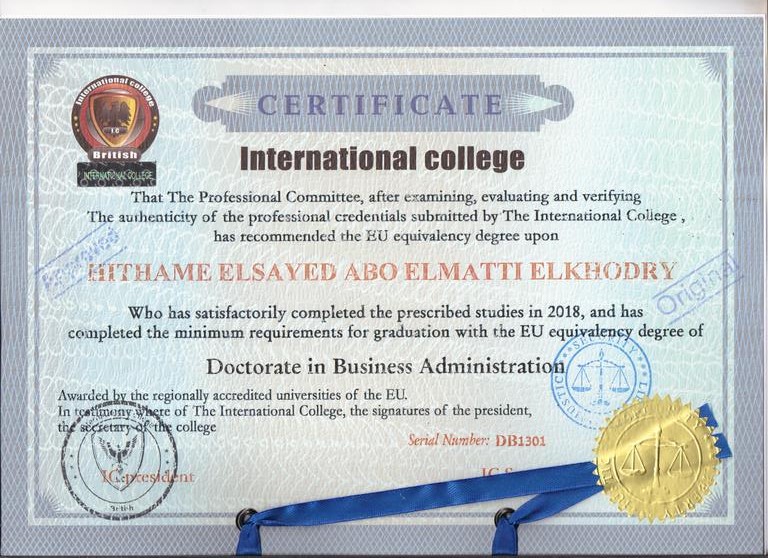 International college
I.C
British
INTERNATIONAL COLLEGE
CERTIFICATE
International college
That The Professional Committee, after examining, evaluating and verifying
The authenticity of the professional credentials submitted by The International College ,
has recommended the EU equivalency degree upon
Approved
HITHAME ELSAYED ABO ELMATTI ELKHODRY
Original
Who has satisfactorily completed the prescribed studies in 2018, and has
completed the minimum requirements for graduation with the EU equivalency degree of
Doctorate in Business Administration
SECURITY
JUSTICE
Awarded by the regionally accredited universities of the EU.
In testimony where of The International College, the signatures of the president,
the secretary of the college
Serial Number: DB1301
IC president
British